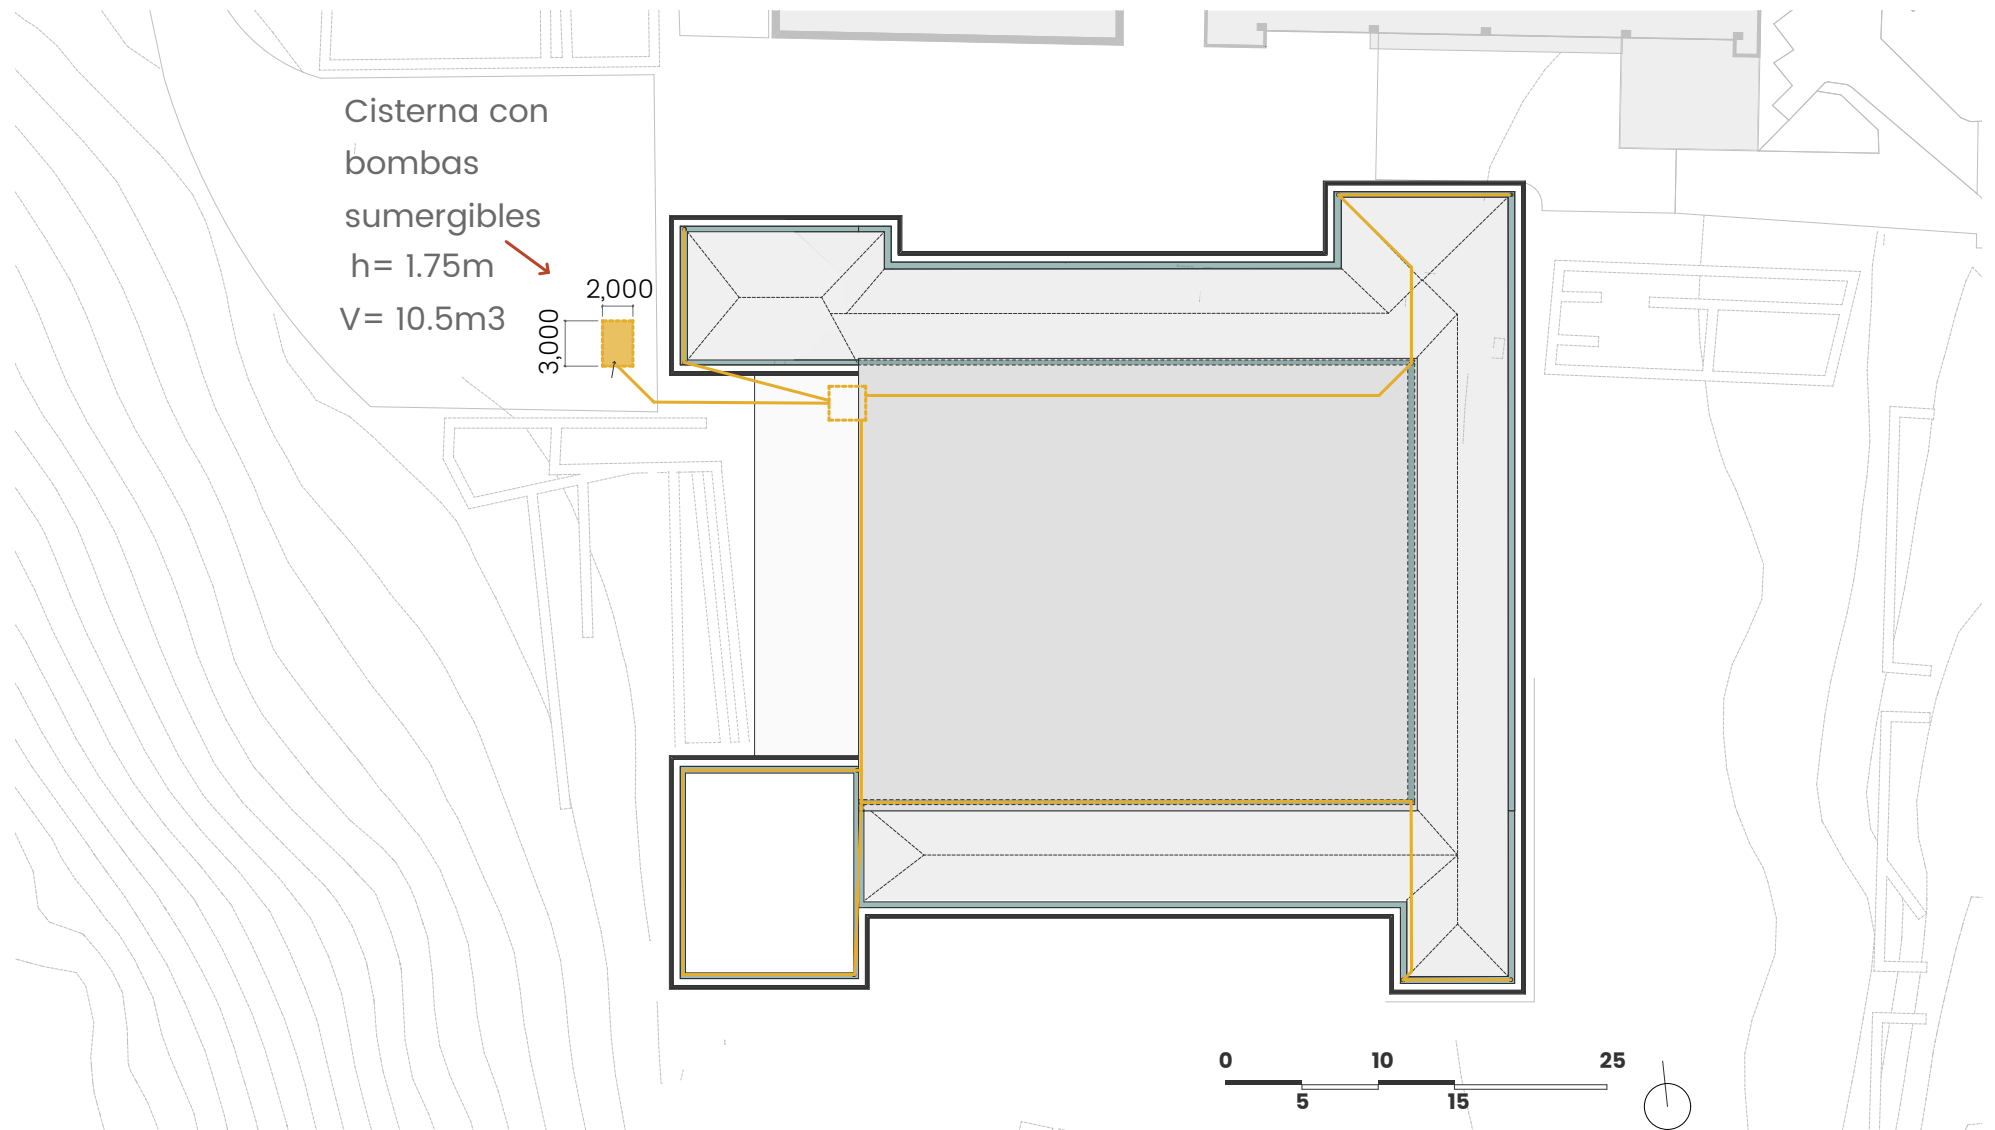 Cisterna con
bombas
sumergibles
h= 1.75m
V= 10.5m3
2,000
3,000
0 10 25
5 15